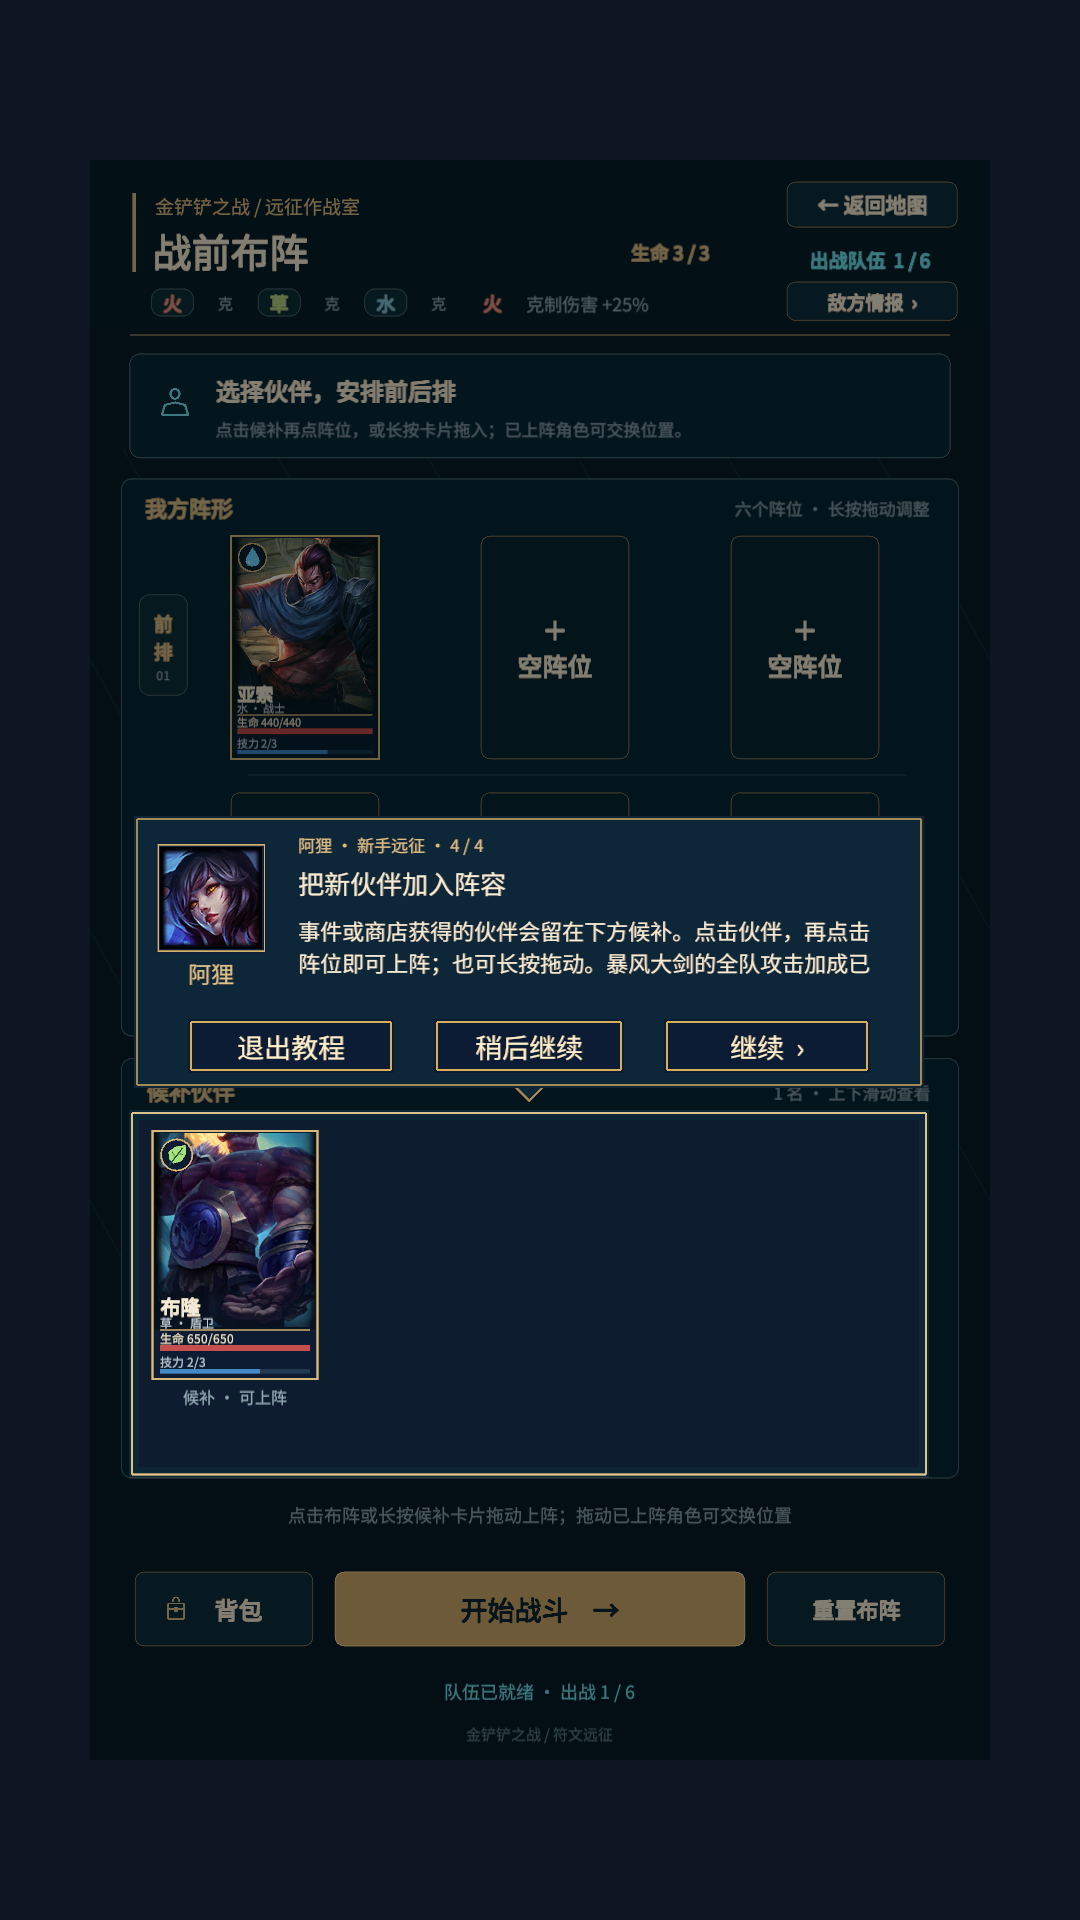 金铲铲之战 / 远征作战室
← 返回地图
战前布阵
生命 3 / 3
出战队伍 1 / 6
火 克 草 克 水 克 火 克制伤害 +25%
敌方情报 ›
选择伙伴，安排前后排
点击候补再点阵位，或长按卡片拖入；已上阵角色可交换位置。
我方阵形
六个阵位 · 长按拖动调整
前排
01
亚索
水 · 战士
生命 440/440
技力 2/3
+
空阵位
+
空阵位
阿狸 · 新手远征 · 4 / 4
把新伙伴加入阵容
事件或商店获得的伙伴会留在下方候补。点击伙伴，再点击
阵位即可上阵；也可长按拖动。暴风大剑的全队攻击加成已
阿狸
退出教程
稍后继续
继续 ›
候补伙伴
1 名 · 上下滑动查看
布隆
草 · 盾卫
生命 650/650
技力 2/3
候补 · 可上阵
点击布阵或长按候补卡片拖动上阵；拖动已上阵角色可交换位置
背包
开始战斗 →
重置布阵
队伍已就绪 · 出战 1 / 6
金铲铲之战 / 符文远征